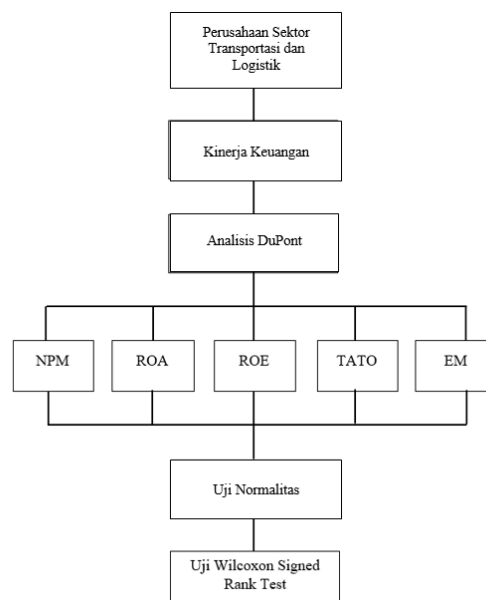 Perusahaan Sektor
Transportasi dan
Logistik
Kinerja Keuangan
Analisis DuPont
NPM
ROA
ROE
TATO
EM
Uji Normalitas
Uji Wilcoxon Signed
Rank Test